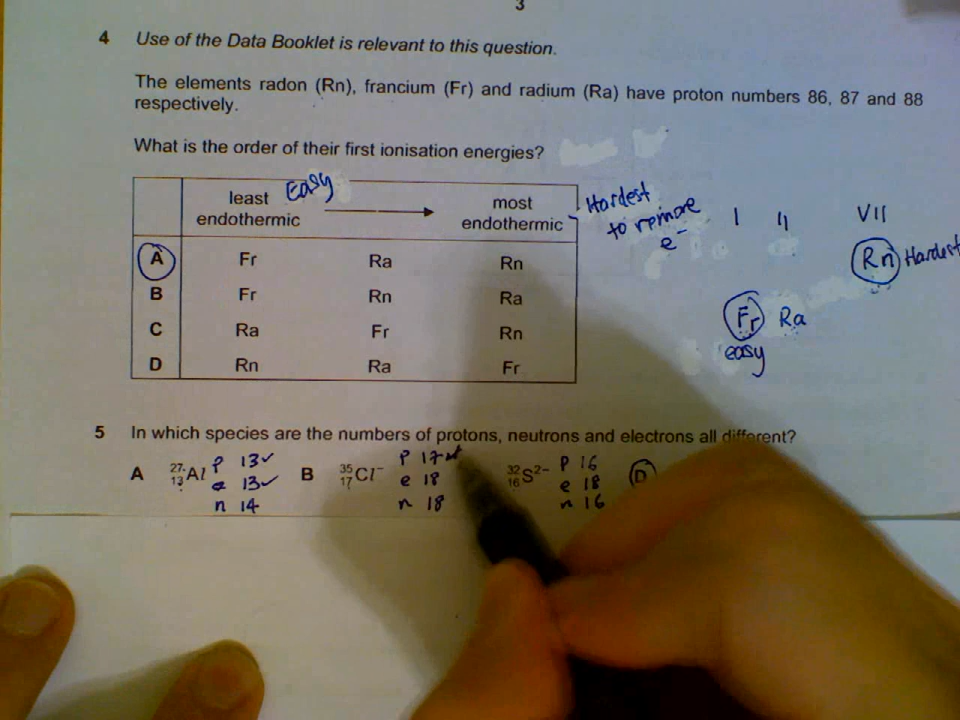 3
4 Use of the Data Booklet is relevant to this question.
The elements radon (Rn), francium (Fr) and radium (Ra) have proton numbers 86, 87 and 88
respectively.
What is the order of their first ionisation energies?
least endothermic Easy → most endothermic
Hardest
to remove
e⁻
I II VII
Rn Hardest
Fr Ra
easy
A Fr Ra Rn
B Fr Rn Ra
C Ra Fr Rn
D Rn Ra Fr
5 In which species are the numbers of protons, neutrons and electrons all different?
A ²⁷₁₃Al P 13✓ B ³⁵₁₇Cl⁻ P 17 ³²₁₆S²⁻ P 16 D
e 13✓ e 18 e 18
n 14 n 18 n 16